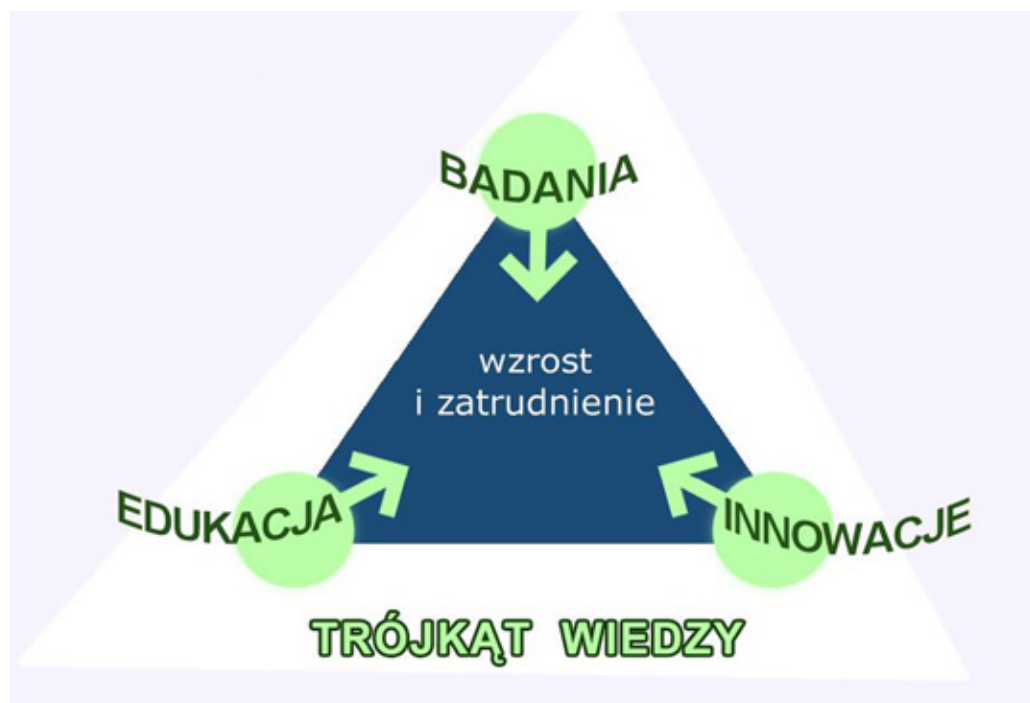 BADANIA
wzrost
i zatrudnienie
EDUKACJA
INNOWACJE
TRÓJKĄT WIEDZY